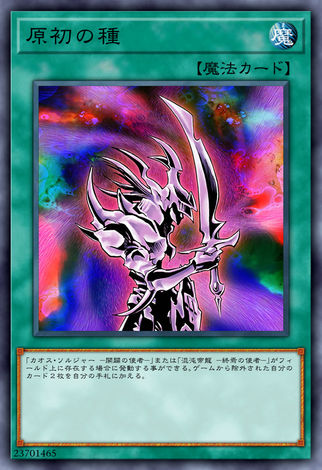 原初の種
魔
【魔法カード】
「カオス・ソルジャー －開闢の使者－」または「混沌帝龍 －終焉の使者－」がフィ
ールド上に存在する場合に発動する事ができる。ゲームから除外された自分の
カード２枚を自分の手札に加える。
23701465